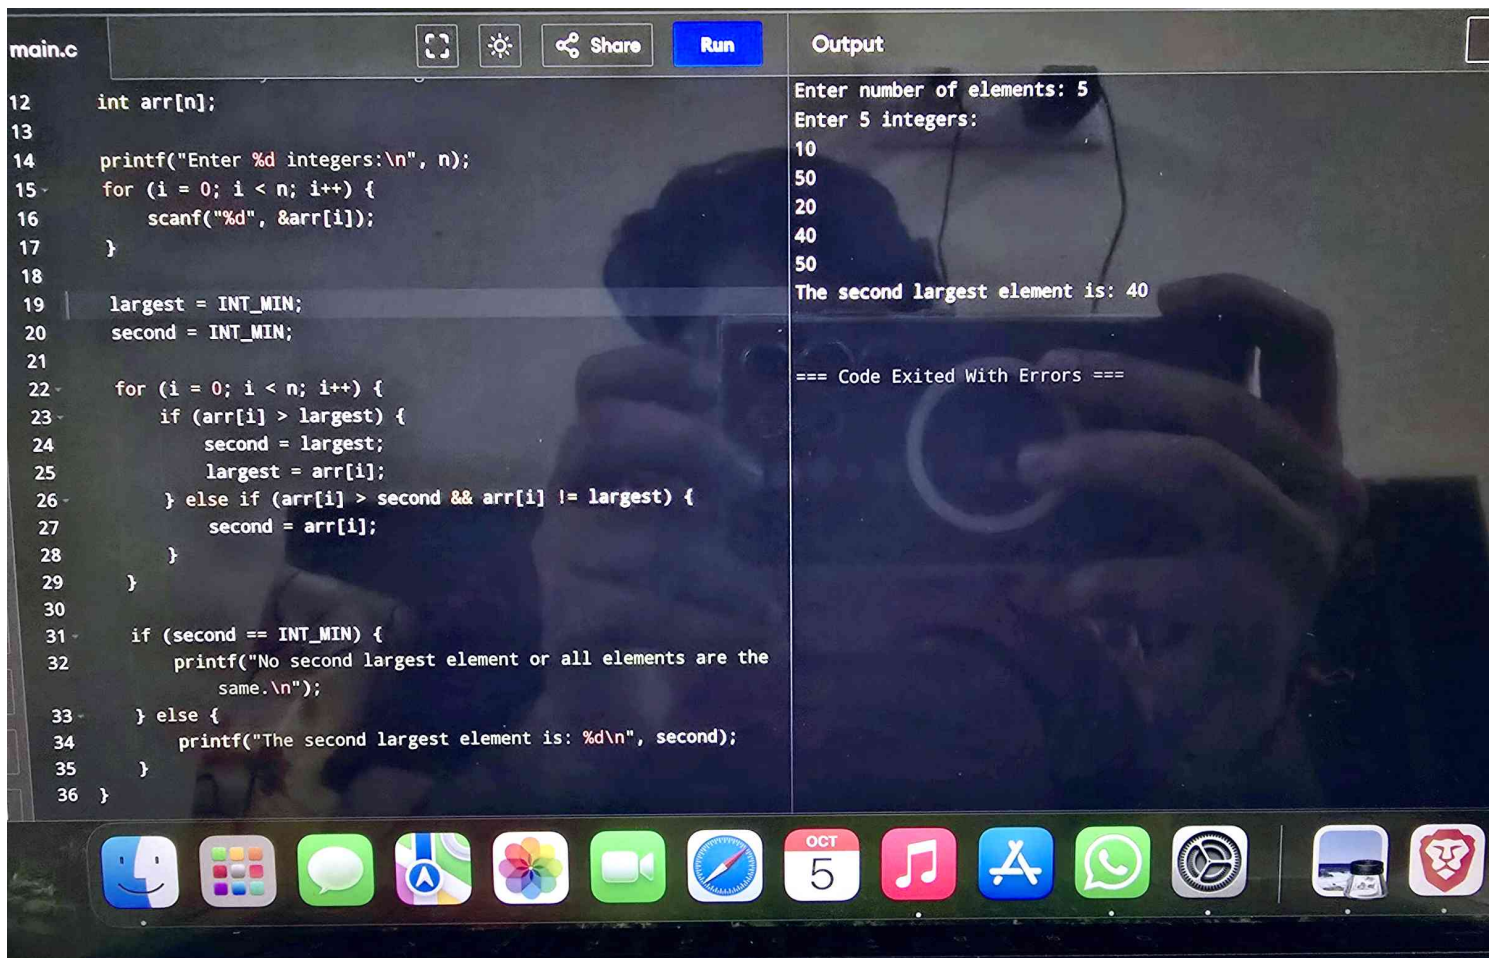 main.c
Share
Run
Output
12 int arr[n];
13
14 printf("Enter %d integers:\n", n);
15 for (i = 0; i < n; i++) {
16 scanf("%d", &arr[i]);
17 }
18
19 largest = INT_MIN;
20 second = INT_MIN;
21
22 for (i = 0; i < n; i++) {
23 if (arr[i] > largest) {
24 second = largest;
25 largest = arr[i];
26 } else if (arr[i] > second && arr[i] != largest) {
27 second = arr[i];
28 }
29 }
30
31 if (second == INT_MIN) {
32 printf("No second largest element or all elements are the
same.\n");
33 } else {
34 printf("The second largest element is: %d\n", second);
35 }
36 }
Enter number of elements: 5
Enter 5 integers:
10
50
20
40
50
The second largest element is: 40
=== Code Exited With Errors ===
OCT
5